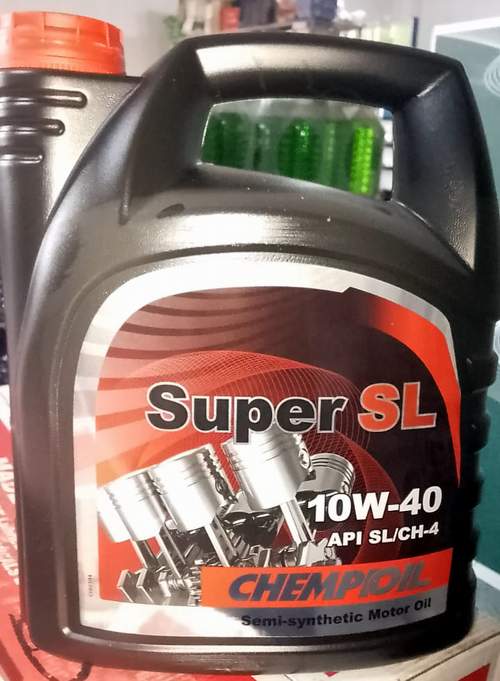 Super SL
10W-40
API SL/CH-4
CHEMPIOIL
Semi-synthetic Motor Oil